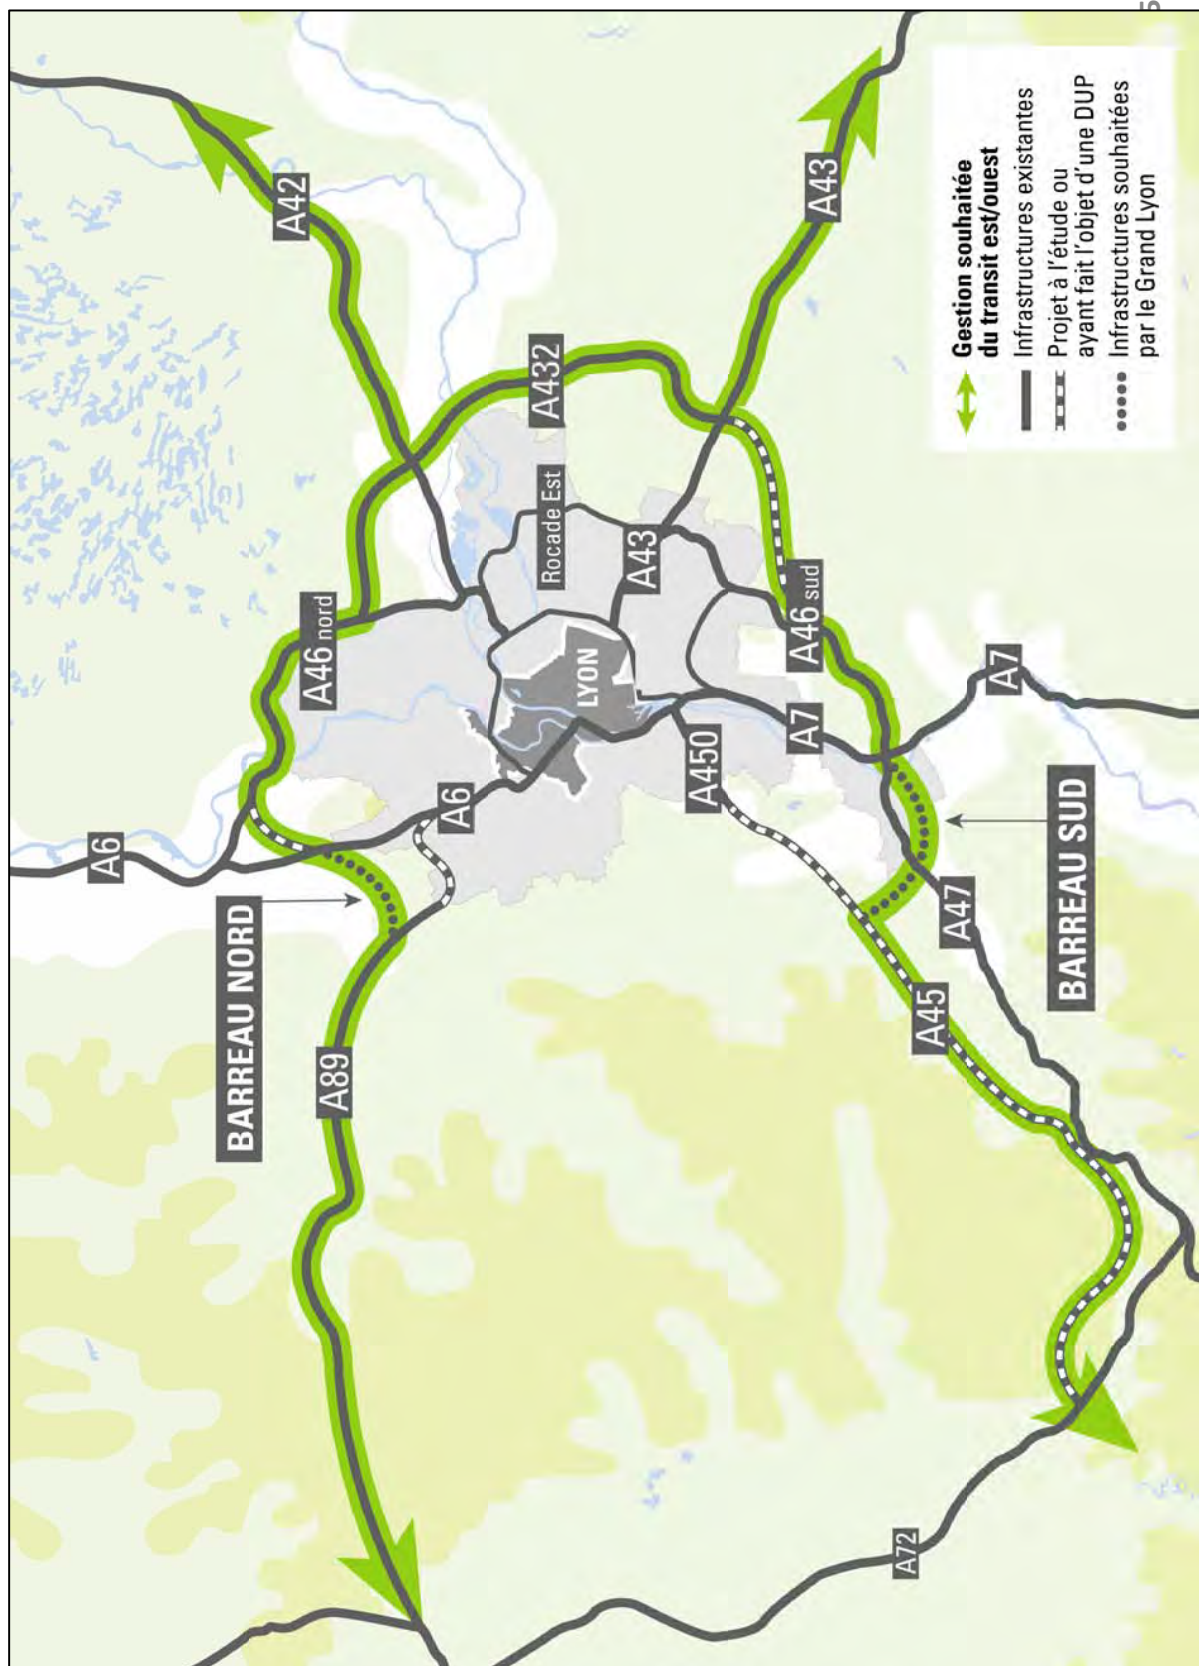 5
Gestion souhaitée
du transit est/ouest
Infrastructures existantes
Projet à l'étude ou
ayant fait l'objet d'une DUP
Infrastructures souhaitées
par le Grand Lyon
A6
BARREAU NORD
A89
A46 nord
A42
A6
A432
Rocade Est
LYON
A43
A43
A450
A7
A46 sud
A7
A45
A47
BARREAU SUD
A72